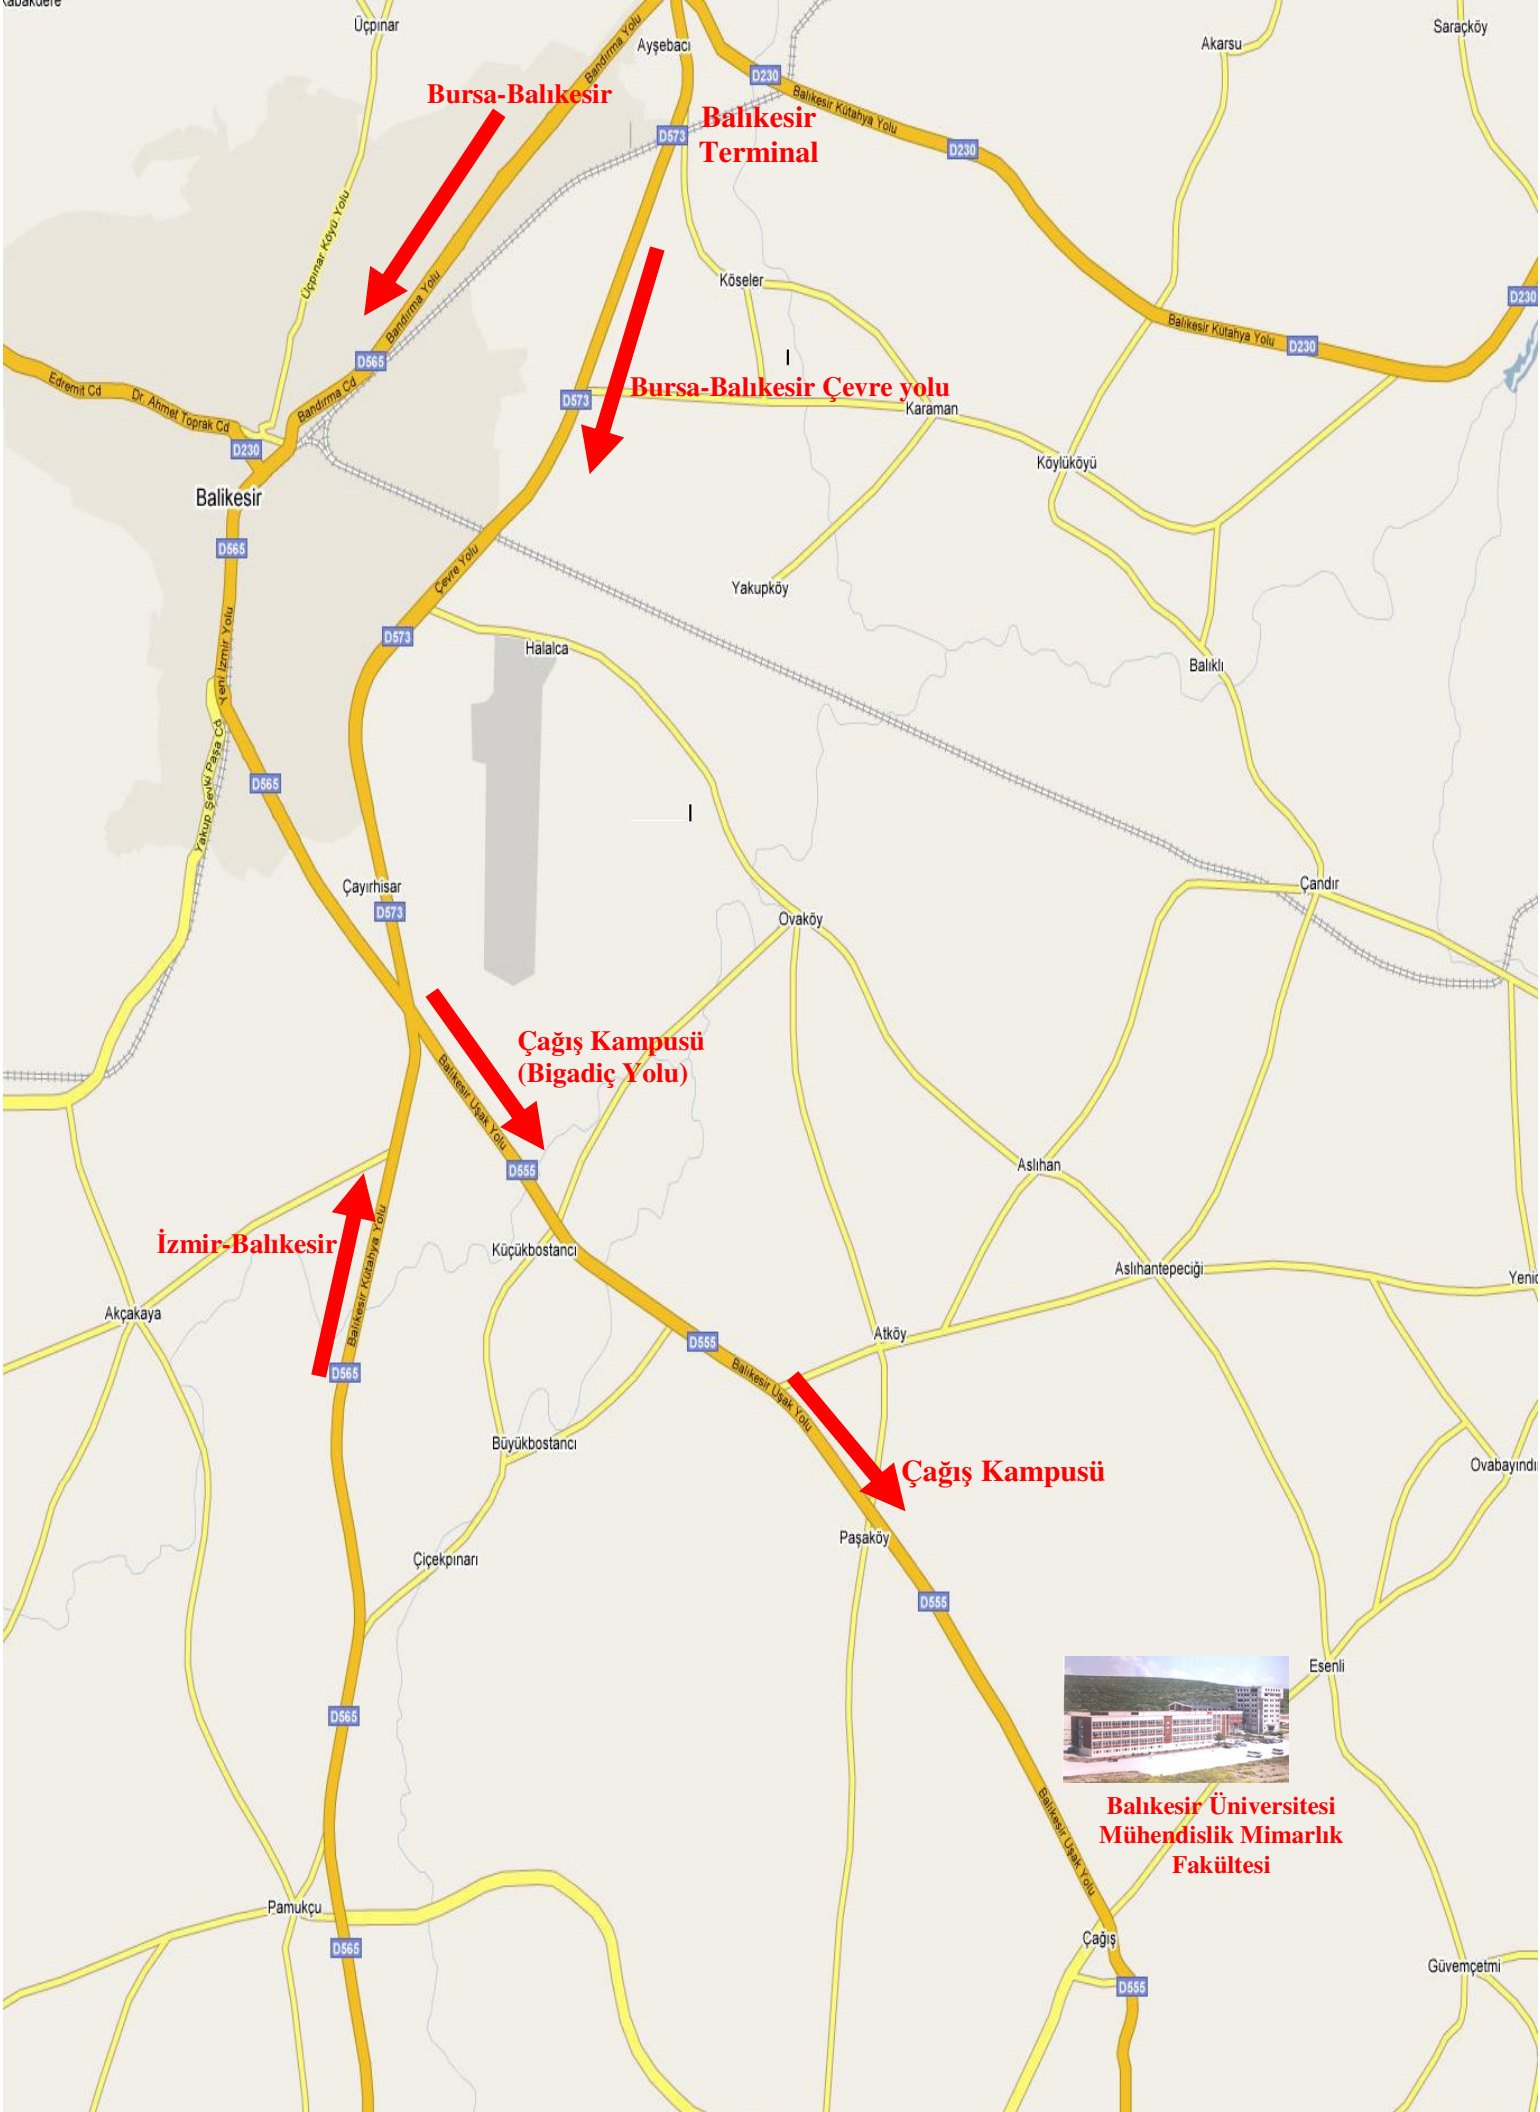 Üçpınar
Saraçköy
Bandırma Yolu
Ayşebacı
Akarsu
D230
Bursa-Balıkesir
Balıkesir Kütahya Yolu
Balıkesir
Terminal
D573
D230
Üçpınar Köyü Yolu
Köseler
Bandırma Yolu
D230
Balıkesir Kütahya Yolu
D230
D565
Edremit Cd
Dr. Ahmet Toprak Cd
Bandırma Cd
Bursa-Balıkesir Çevre yolu
D573
Karaman
D230
Köylüköyü
Balikesir
D565
Çevre Yolu
Yakupköy
Yeni İzmir Yolu
D573
Halalca
Balıklı
Yakup Şevki Paşa Cd
D565
Çayırhisar
Çandır
D573
Ovaköy
Çağış Kampusü
(Bigadiç Yolu)
Balıkesir Uşak Yolu
D555
Aslıhan
İzmir-Balıkesir
Balıkesir Kütahya Yolu
Küçükbostancı
Aslıhantepeciği
Yenic
Akçakaya
D555
Atköy
D565
Balıkesir Uşak Yolu
Büyükbostancı
Çağış Kampusü
Ovabayındı
Paşaköy
Çiçekpınarı
D555
Esenli
D565
Balıkesir Uşak Yolu
Balıkesir Üniversitesi
Mühendislik Mimarlık
Fakültesi
Pamukçu
D565
Çağış
Güvemçetmi
D555